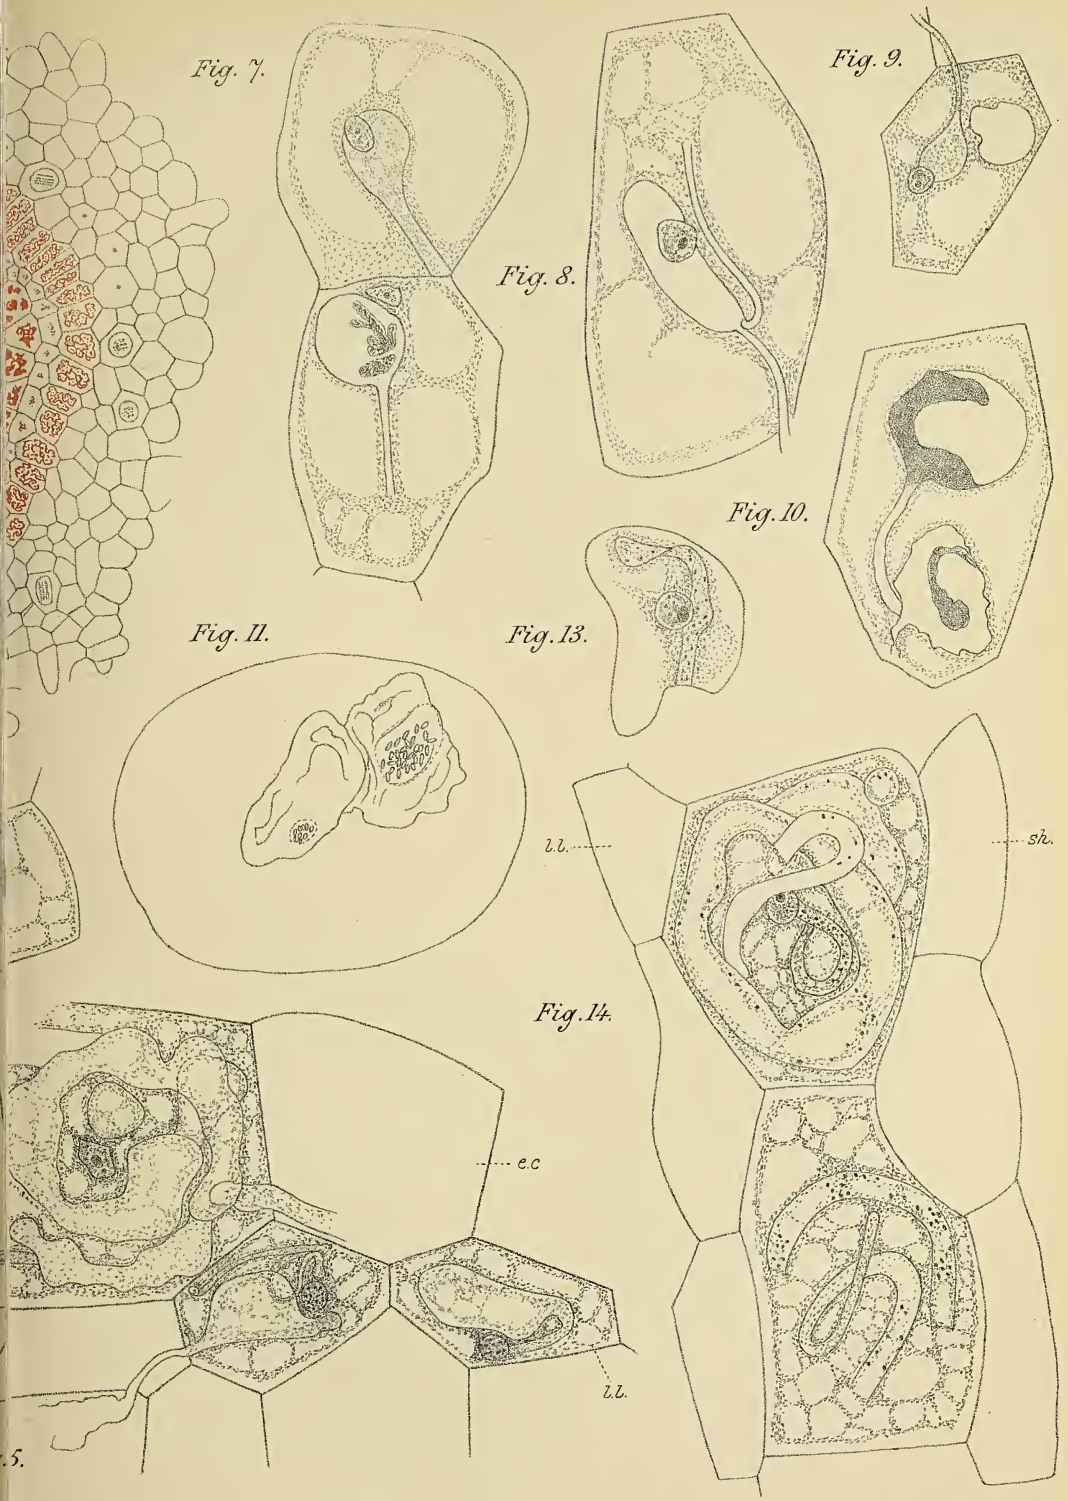 Fig. 7.
Fig. 9.
Fig. 8.
Fig. 10.
Fig. 11.
Fig. 13.
l.l.
sh.
Fig. 14.
e.c
l.l.
5.